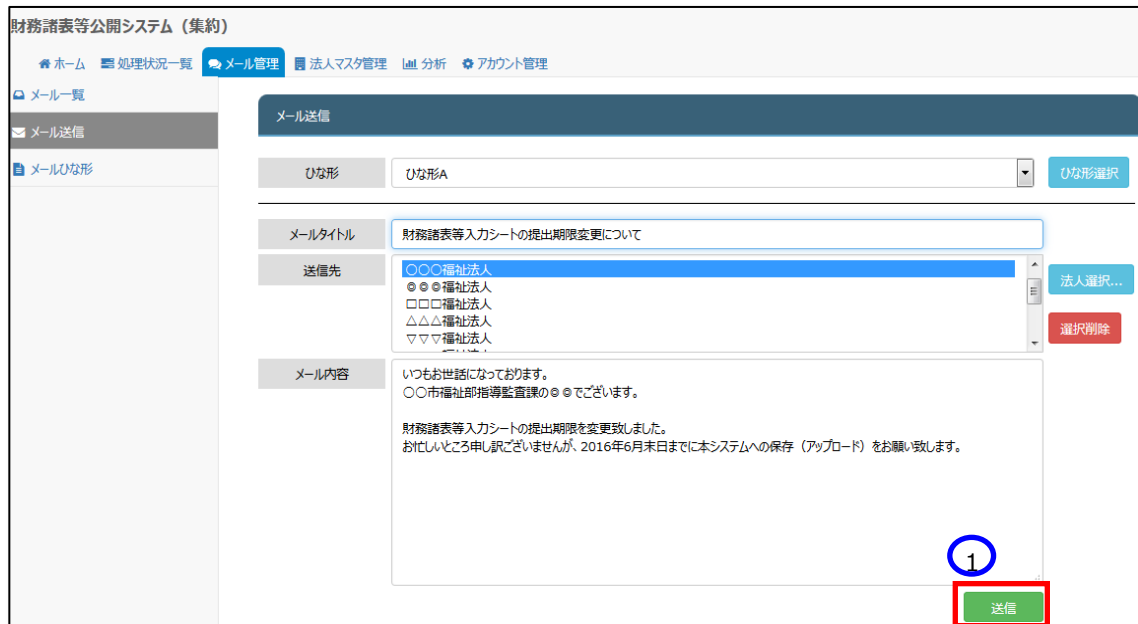 財務諸表等公開システム（集約）
ホーム 処理状況一覧 メール管理 法人マスタ管理 分析 アカウント管理
メール一覧
メール送信
メールひな形
メール送信
ひな形 ひな形A ひな形選択
メールタイトル 財務諸表等入力シートの提出期限変更について
送信先 ○○○福祉法人
◎◎◎福祉法人
□□□福祉法人
△△△福祉法人
▽▽▽福祉法人
法人選択...
選択削除
メール内容 いつもお世話になっております。
○○市福祉部指導監査課の◎◎でございます。
財務諸表等入力シートの提出期限を変更致しました。
お忙しいところ申し訳ございませんが、2016年6月末日までに本システムへの保存（アップロード）をお願い致します。
1
送信